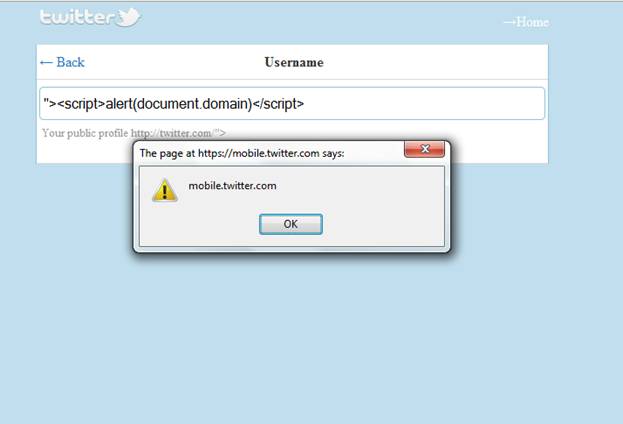 twitter
→Home
← Back
Username
"><script>alert(document.domain)</script>
Your public profile http://twitter.com/">
The page at https://mobile.twitter.com says:
mobile.twitter.com
OK